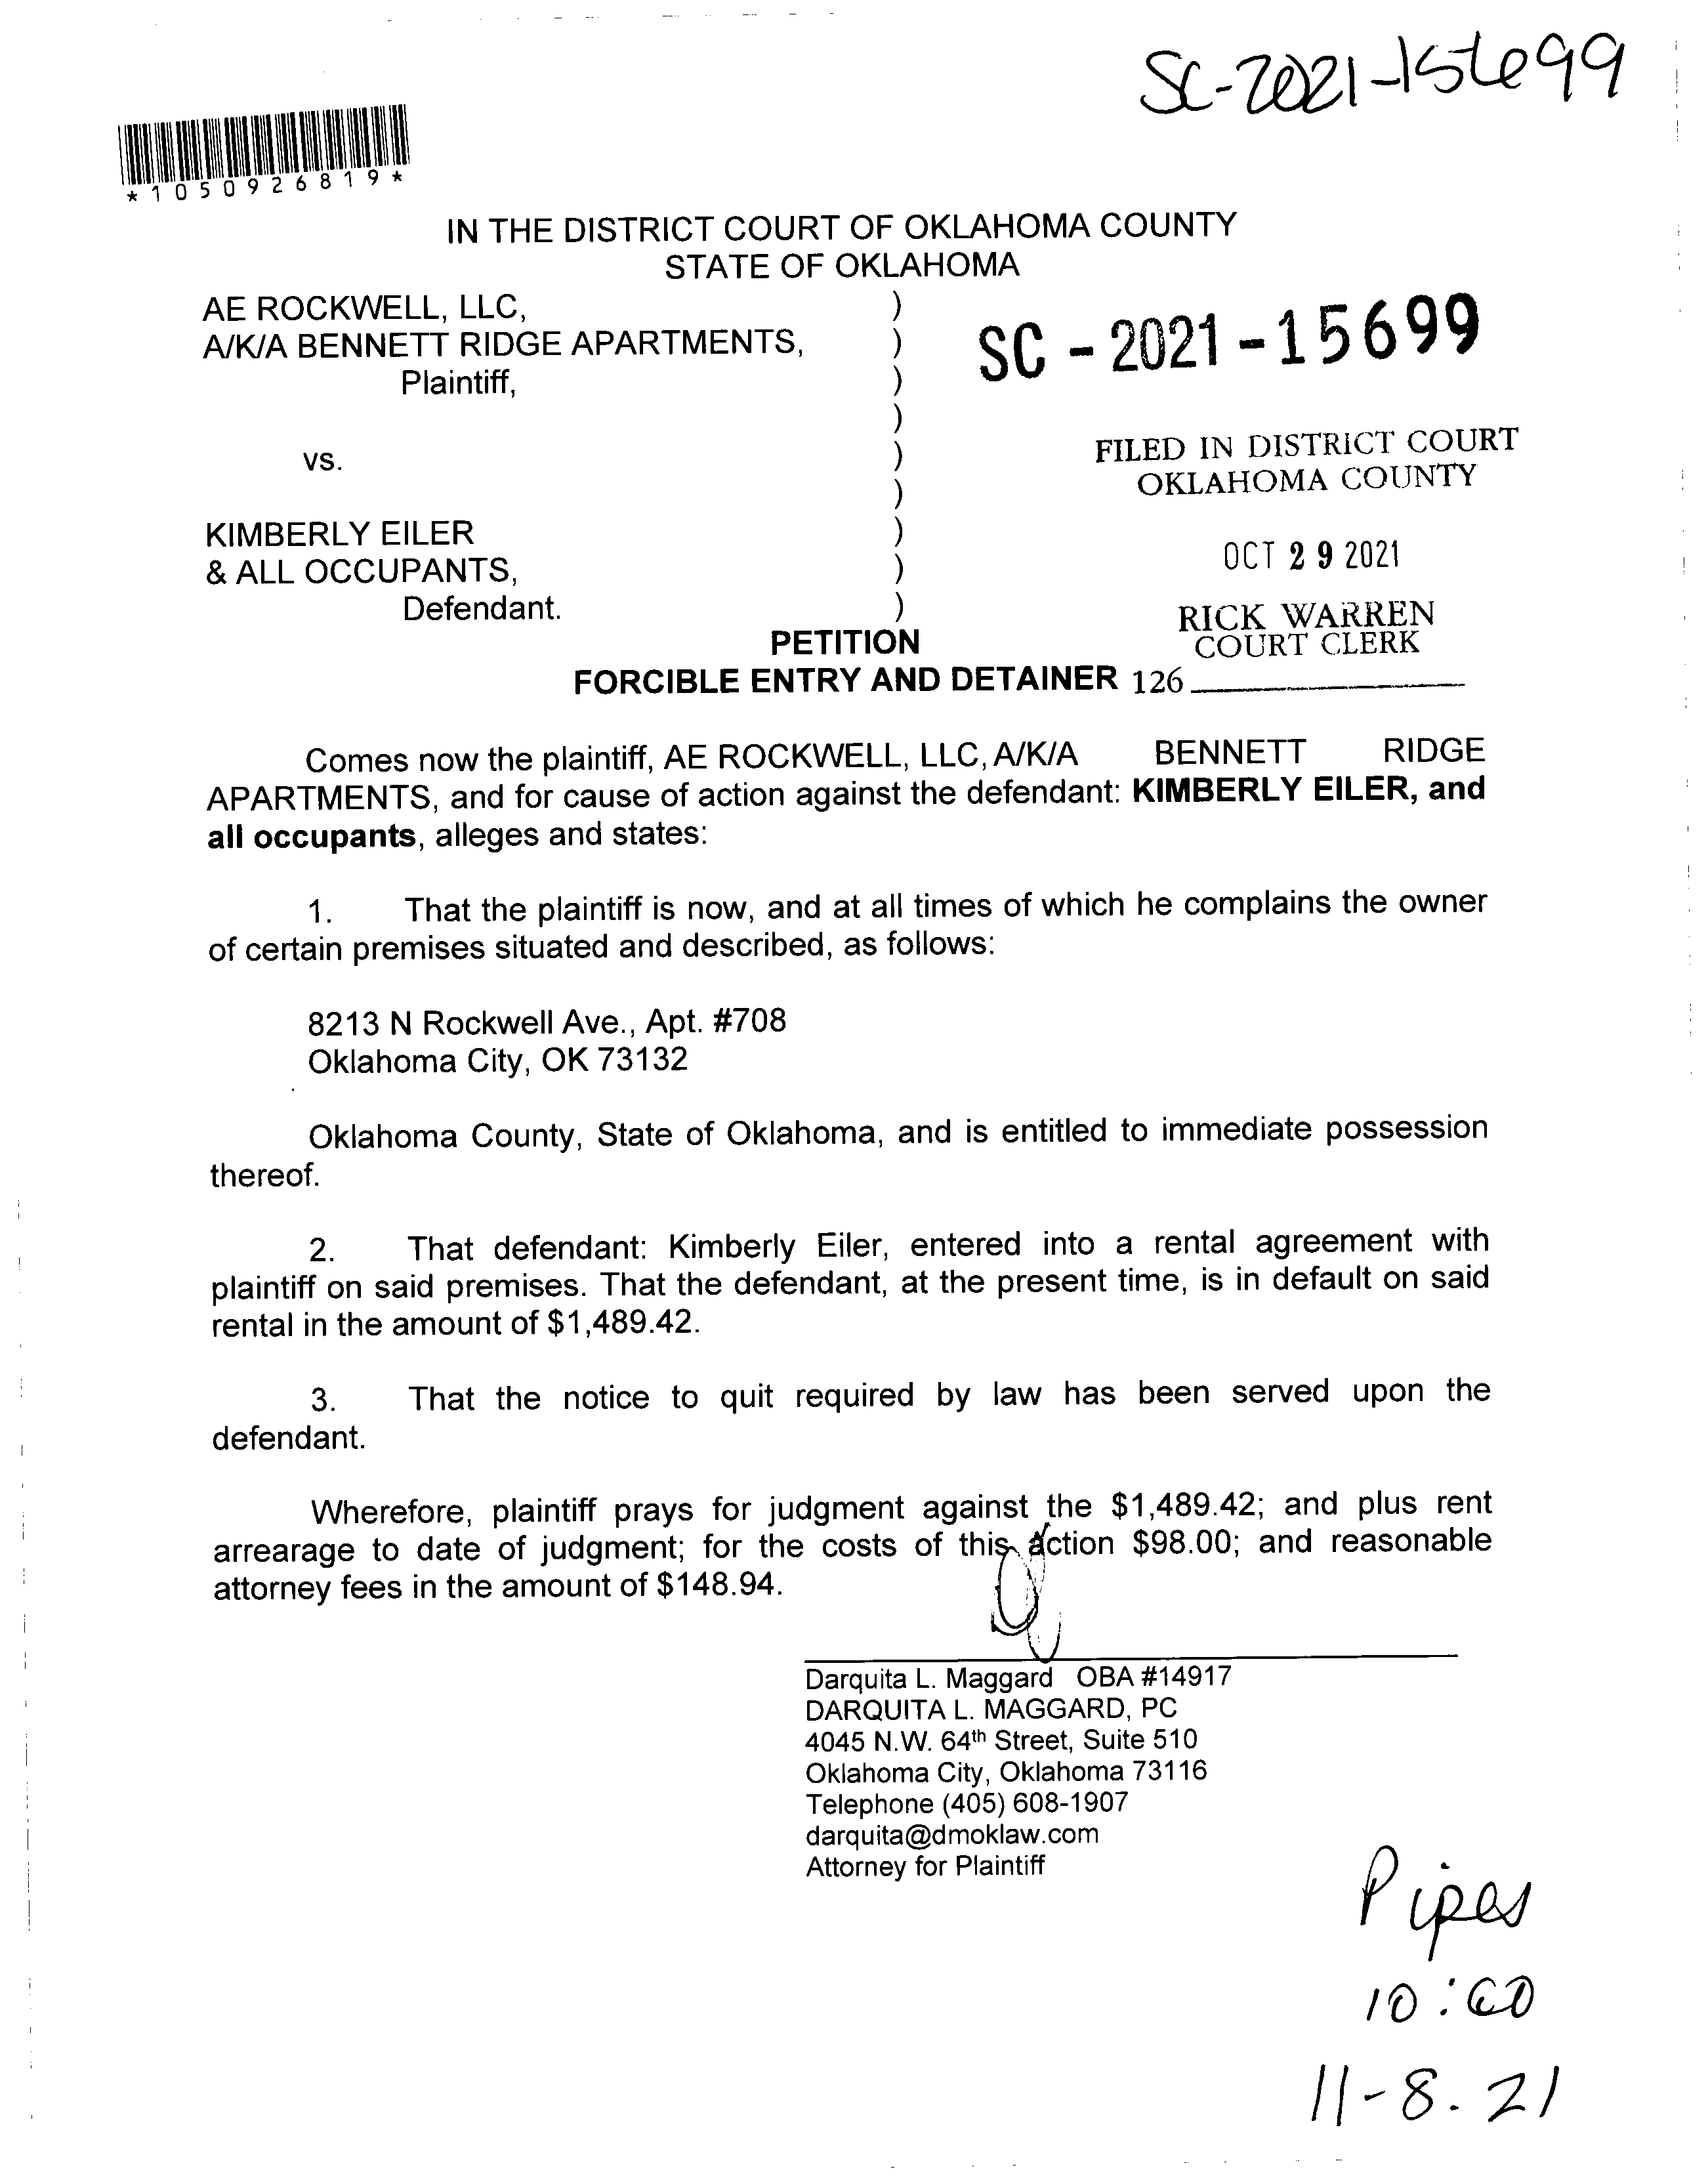 SC-2021-15699
*1050926819*
IN THE DISTRICT COURT OF OKLAHOMA COUNTY
STATE OF OKLAHOMA
AE ROCKWELL, LLC, )
A/K/A BENNETT RIDGE APARTMENTS, )
Plaintiff, )
SC - 2021 - 15699
)
vs. )
)
FILED IN DISTRICT COURT
OKLAHOMA COUNTY
KIMBERLY EILER )
& ALL OCCUPANTS, )
Defendant. )
OCT 29 2021
RICK WARREN
COURT CLERK
126
PETITION
FORCIBLE ENTRY AND DETAINER
Comes now the plaintiff, AE ROCKWELL, LLC, A/K/A BENNETT RIDGE
APARTMENTS, and for cause of action against the defendant: KIMBERLY EILER, and
all occupants, alleges and states:
1. That the plaintiff is now, and at all times of which he complains the owner
of certain premises situated and described, as follows:
8213 N Rockwell Ave., Apt. #708
Oklahoma City, OK 73132
Oklahoma County, State of Oklahoma, and is entitled to immediate possession
thereof.
2. That defendant: Kimberly Eiler, entered into a rental agreement with
plaintiff on said premises. That the defendant, at the present time, is in default on said
rental in the amount of $1,489.42.
3. That the notice to quit required by law has been served upon the
defendant.
Wherefore, plaintiff prays for judgment against the $1,489.42; and plus rent
arrearage to date of judgment; for the costs of this action $98.00; and reasonable
attorney fees in the amount of $148.94.
Darquita L. Maggard OBA #14917
DARQUITA L. MAGGARD, PC
4045 N.W. 64th Street, Suite 510
Oklahoma City, Oklahoma 73116
Telephone (405) 608-1907
darquita@dmoklaw.com
Attorney for Plaintiff
Pipes
10:00
11-8.21